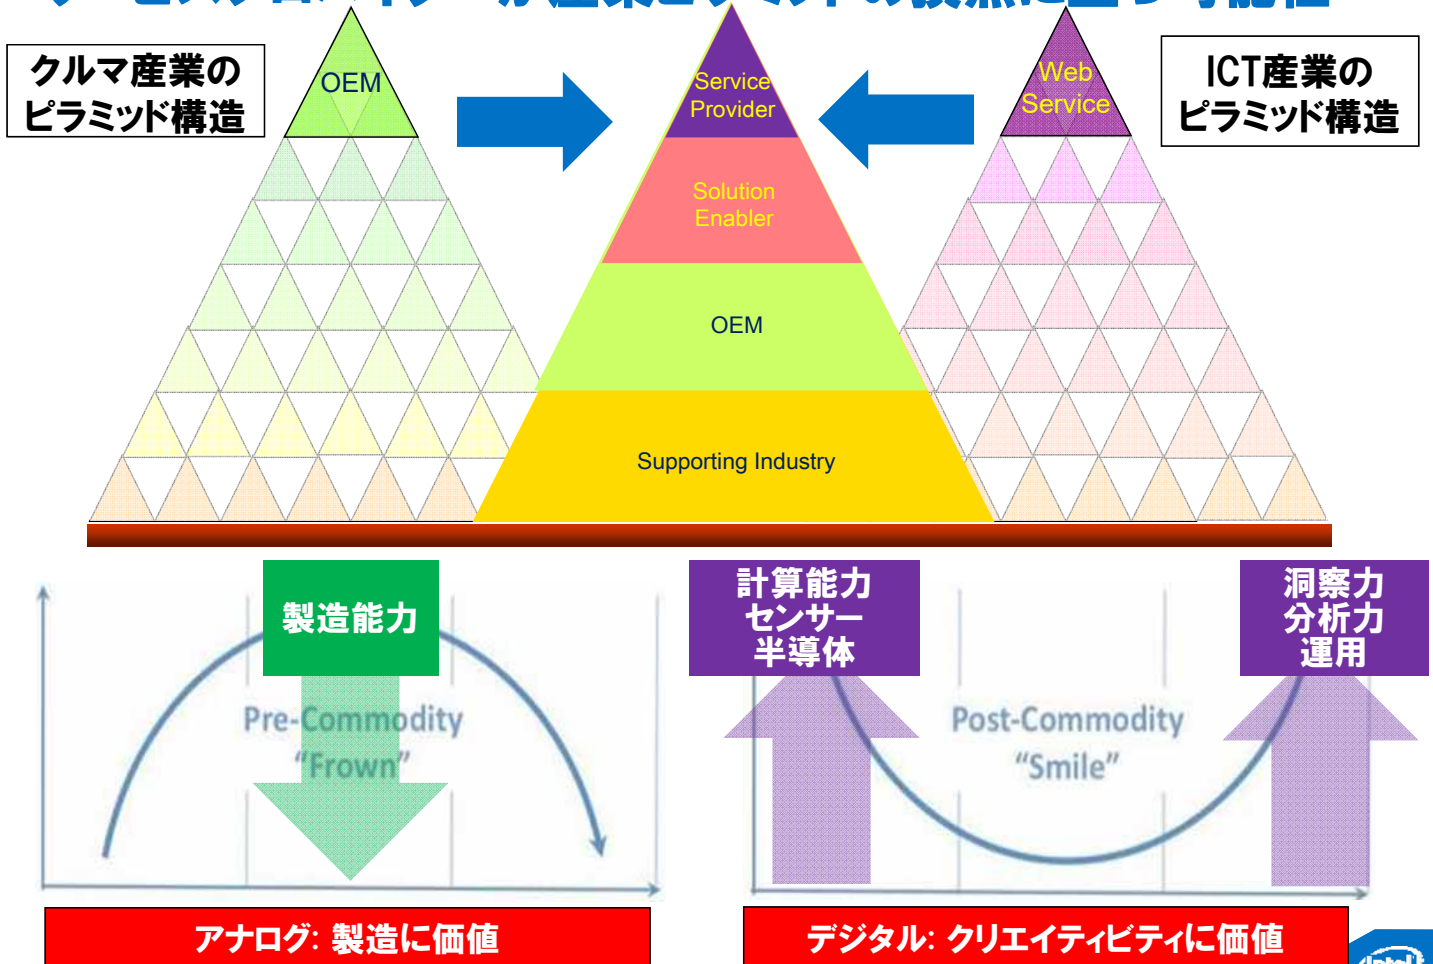 クルマ産業の
ピラミッド構造
OEM
Service
Provider
Web
Service
ICT産業の
ピラミッド構造
Solution
Enabler
OEM
Supporting Industry
製造能力
Pre-Commodity
“Frown”
計算能力
センサー
半導体
洞察力
分析力
運用
Post-Commodity
“Smile”
アナログ: 製造に価値
デジタル: クリエイティビティに価値